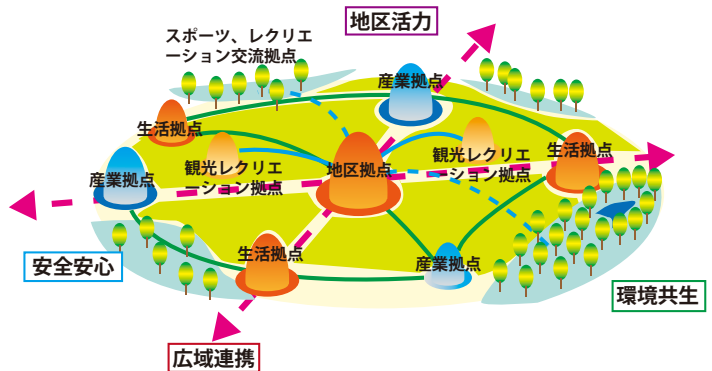 地区活力
スポーツ、レクリエ
ーション交流拠点
産業拠点
生活拠点
観光レクリエ
ーション拠点
地区拠点
観光レクリエ
ーション拠点
生活拠点
産業拠点
生活拠点
産業拠点
安全安心
環境共生
広域連携